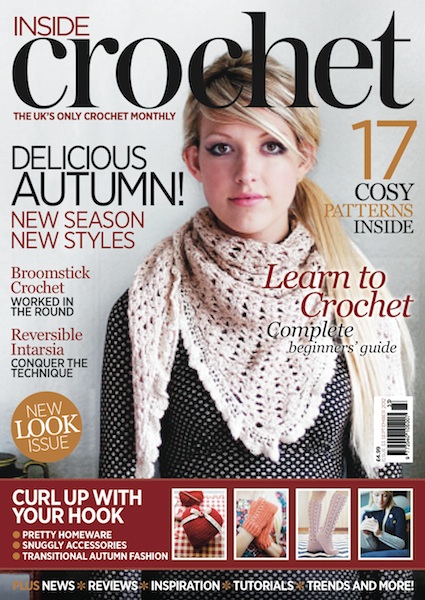 INSIDE
crochet
THE UK'S ONLY CROCHET MONTHLY
DELICIOUS
AUTUMN!
NEW SEASON
NEW STYLES
Broomstick
Crochet
WORKED IN
THE ROUND
Reversible
Intarsia
CONQUER THE
TECHNIQUE
NEW
LOOK
ISSUE
17
COSY
PATTERNS
INSIDE
Learn to
Crochet
Complete
beginners' guide
£4.99
CURL UP WITH
YOUR HOOK
● PRETTY HOMEWARE
● SNUGGLY ACCESSORIES
● TRANSITIONAL AUTUMN FASHION
PLUS NEWS * REVIEWS * INSPIRATION * TUTORIALS * TRENDS AND MORE!